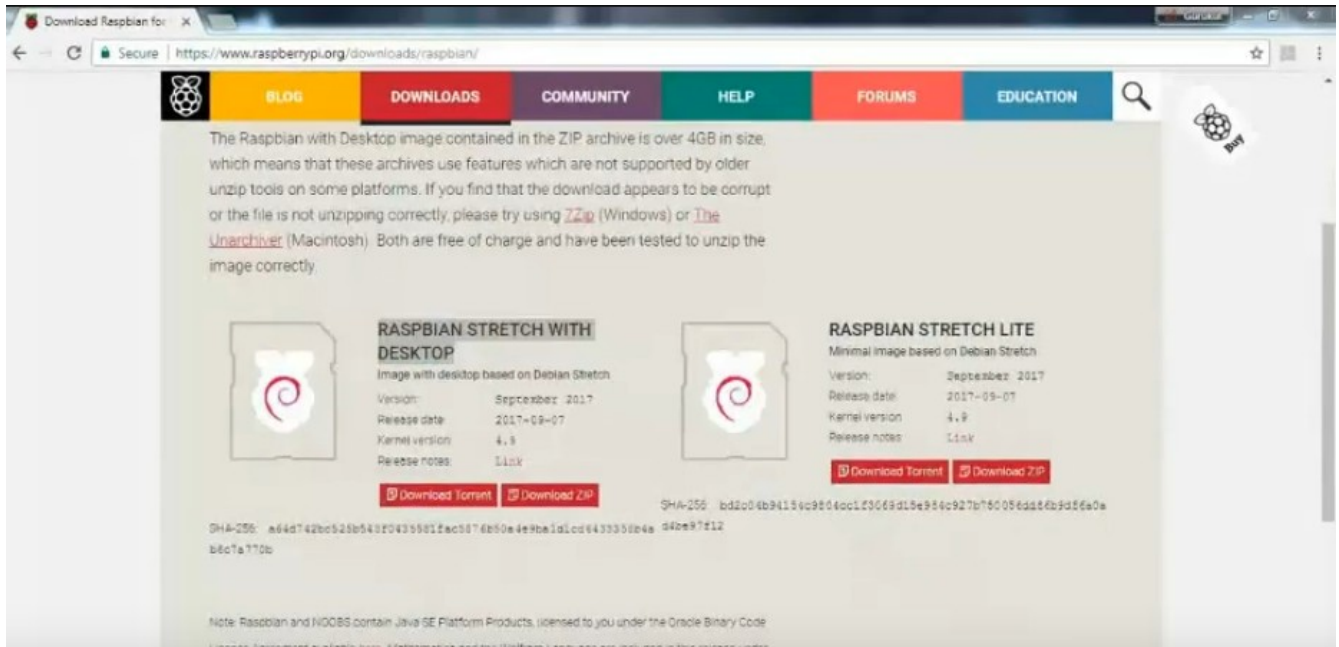 Download Raspbian for
Secure https://www.raspberrypi.org/downloads/raspbian/
BLOG DOWNLOADS COMMUNITY HELP FORUMS EDUCATION
Buy
The Raspbian with Desktop image contained in the ZIP archive is over 4GB in size,
which means that these archives use features which are not supported by older
unzip tools on some platforms. If you find that the download appears to be corrupt
or the file is not unzipping correctly, please try using 7Zip (Windows) or The
Unarchiver (Macintosh). Both are free of charge and have been tested to unzip the
image correctly.
RASPBIAN STRETCH WITH
DESKTOP
Image with desktop based on Debian Stretch
Version: September 2017
Release date: 2017-09-07
Kernel version: 4.9
Release notes: Link
Download Torrent Download ZIP
SHA-256:
RASPBIAN STRETCH LITE
Minimal image based on Debian Stretch
Version: September 2017
Release date: 2017-09-07
Kernel version: 4.9
Release notes: Link
Download Torrent Download ZIP
SHA-256:
Note: Raspbian and NOOBS contain Java SE Platform Products, licensed to you under the Oracle Binary Code